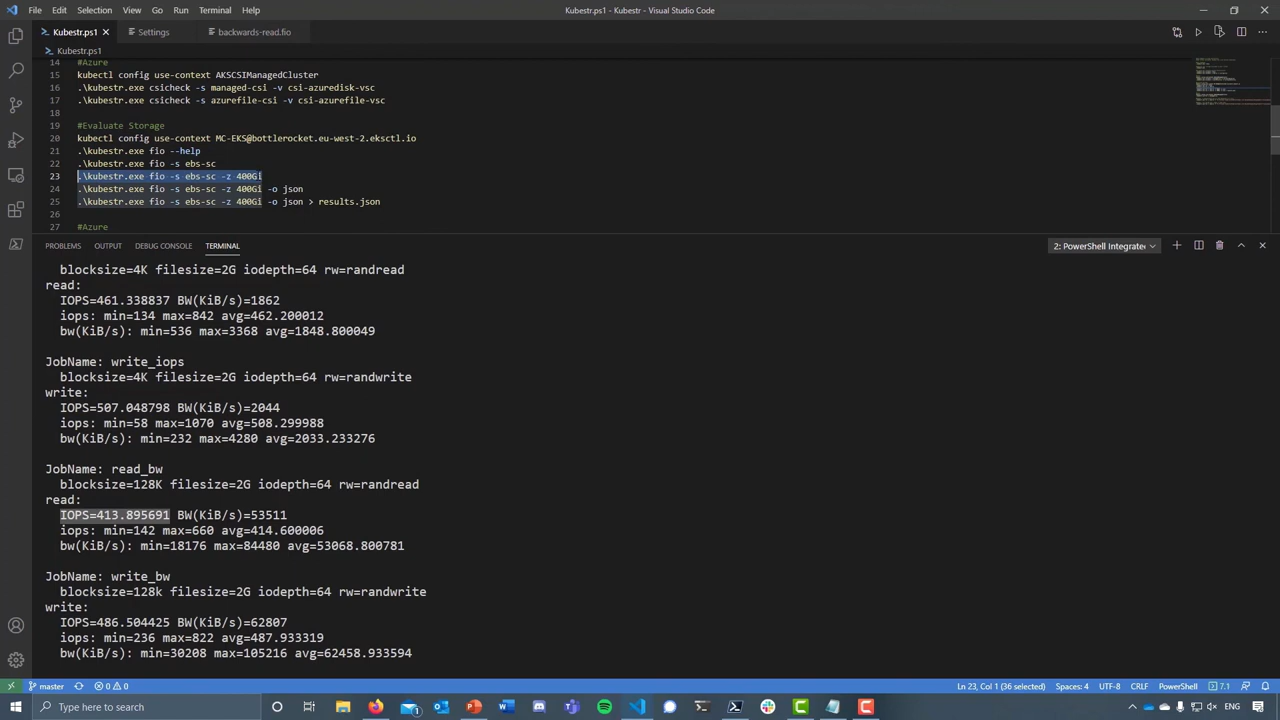 File Edit Selection View Go Run Terminal Help
Kubestr.ps1 - Kubestr - Visual Studio Code
Kubestr.ps1 Settings backwards-read.fio
Kubestr.ps1
14 #Azure
15 kubectl config use-context AKSCSIManagedCluster
16 .\kubestr.exe csicheck -s managed-csi -v csi-azuredisk-vsc
17 .\kubestr.exe csicheck -s azurefile-csi -v csi-azurefile-vsc
18
19 #Evaluate Storage
20 kubectl config use-context MC-EKS@bottlerocket.eu-west-2.eksctl.io
21 .\kubestr.exe fio --help
22 .\kubestr.exe fio -s ebs-sc
23 .\kubestr.exe fio -s ebs-sc -z 400Gi
24 .\kubestr.exe fio -s ebs-sc -z 400Gi -o json
25 .\kubestr.exe fio -s ebs-sc -z 400Gi -o json > results.json
26
27 #Azure
PROBLEMS OUTPUT DEBUG CONSOLE TERMINAL
2: PowerShell Integrated
blocksize=4K filesize=2G iodepth=64 rw=randread
read:
IOPS=461.338837 BW(KiB/s)=1862
iops: min=134 max=842 avg=462.200012
bw(KiB/s): min=536 max=3368 avg=1848.800049
JobName: write_iops
blocksize=4K filesize=2G iodepth=64 rw=randwrite
write:
IOPS=507.048798 BW(KiB/s)=2044
iops: min=58 max=1070 avg=508.299988
bw(KiB/s): min=232 max=4280 avg=2033.233276
JobName: read_bw
blocksize=128K filesize=2G iodepth=64 rw=randread
read:
IOPS=413.895691 BW(KiB/s)=53511
iops: min=142 max=660 avg=414.600006
bw(KiB/s): min=18176 max=84480 avg=53068.800781
JobName: write_bw
blocksize=128k filesize=2G iodepth=64 rw=randwrite
write:
IOPS=486.504425 BW(KiB/s)=62807
iops: min=236 max=822 avg=487.933319
bw(KiB/s): min=30208 max=105216 avg=62458.933594
master 0 0
Ln 23, Col 1 (36 selected) Spaces: 4 UTF-8 CRLF PowerShell 7.1
Type here to search
ENG